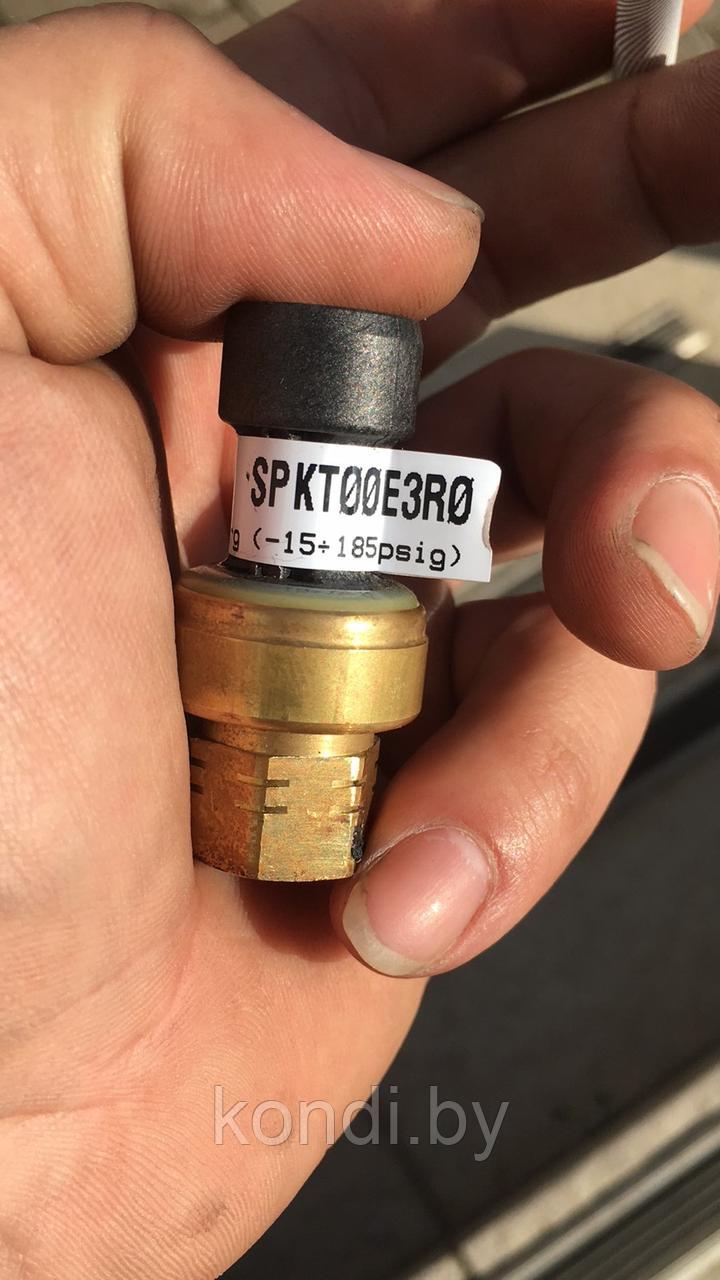 SPKT00E3R0
g (-15÷185psig)
kondi.by